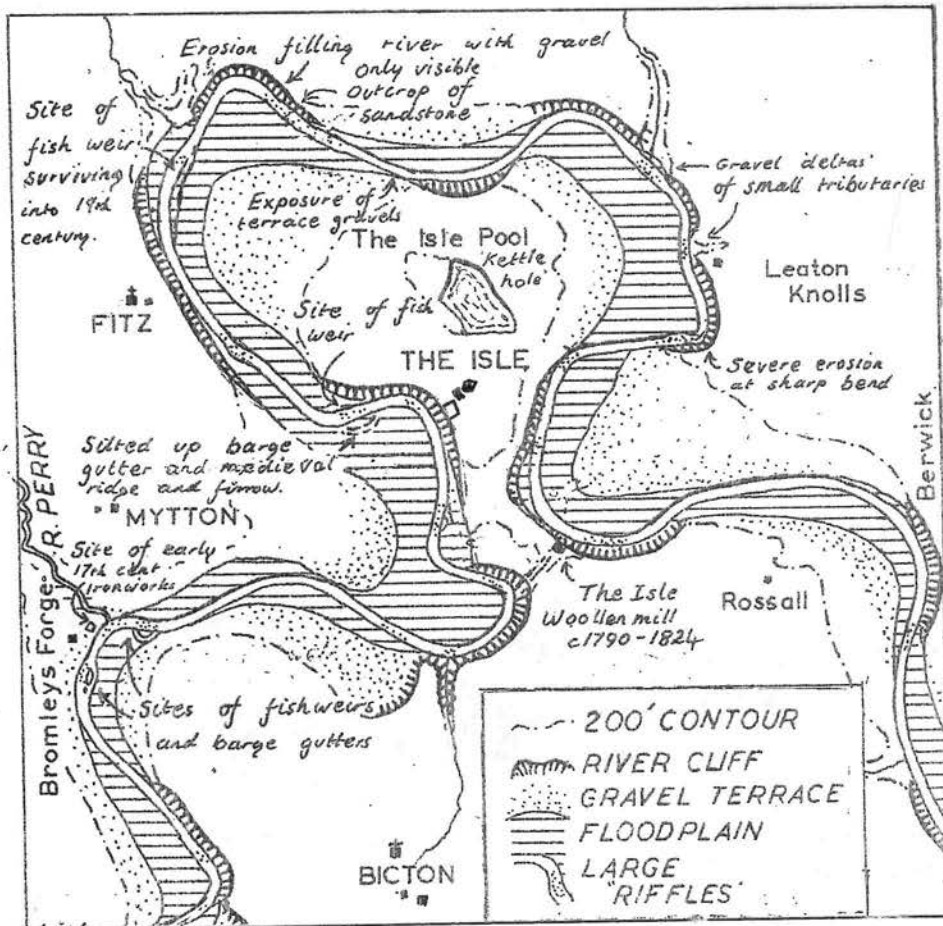 Erosion filling river with gravel
Only visible
Outcrop of
sandstone
Site of
fish weir
surviving
into 19th
century.
Gravel deltas
of small tributaries
Exposure of
terrace gravels
The Isle Pool
Kettle
hole
Leaton
Knolls
FITZ
Site of fish
weir
THE ISLE
Severe erosion
at sharp bend
Berwick
Silted up barge
gutter and medieval
ridge and furrow.
R. PERRY
MYTTON
Site of early
17th cent
Ironworks
The Isle
Woollen mill
c1790-1824
Rossall
Bromleys Forge
Sites of fishweirs
and barge gutters
BICTON
200' CONTOUR
RIVER CLIFF
GRAVEL TERRACE
FLOODPLAIN
LARGE
'RIFFLES'